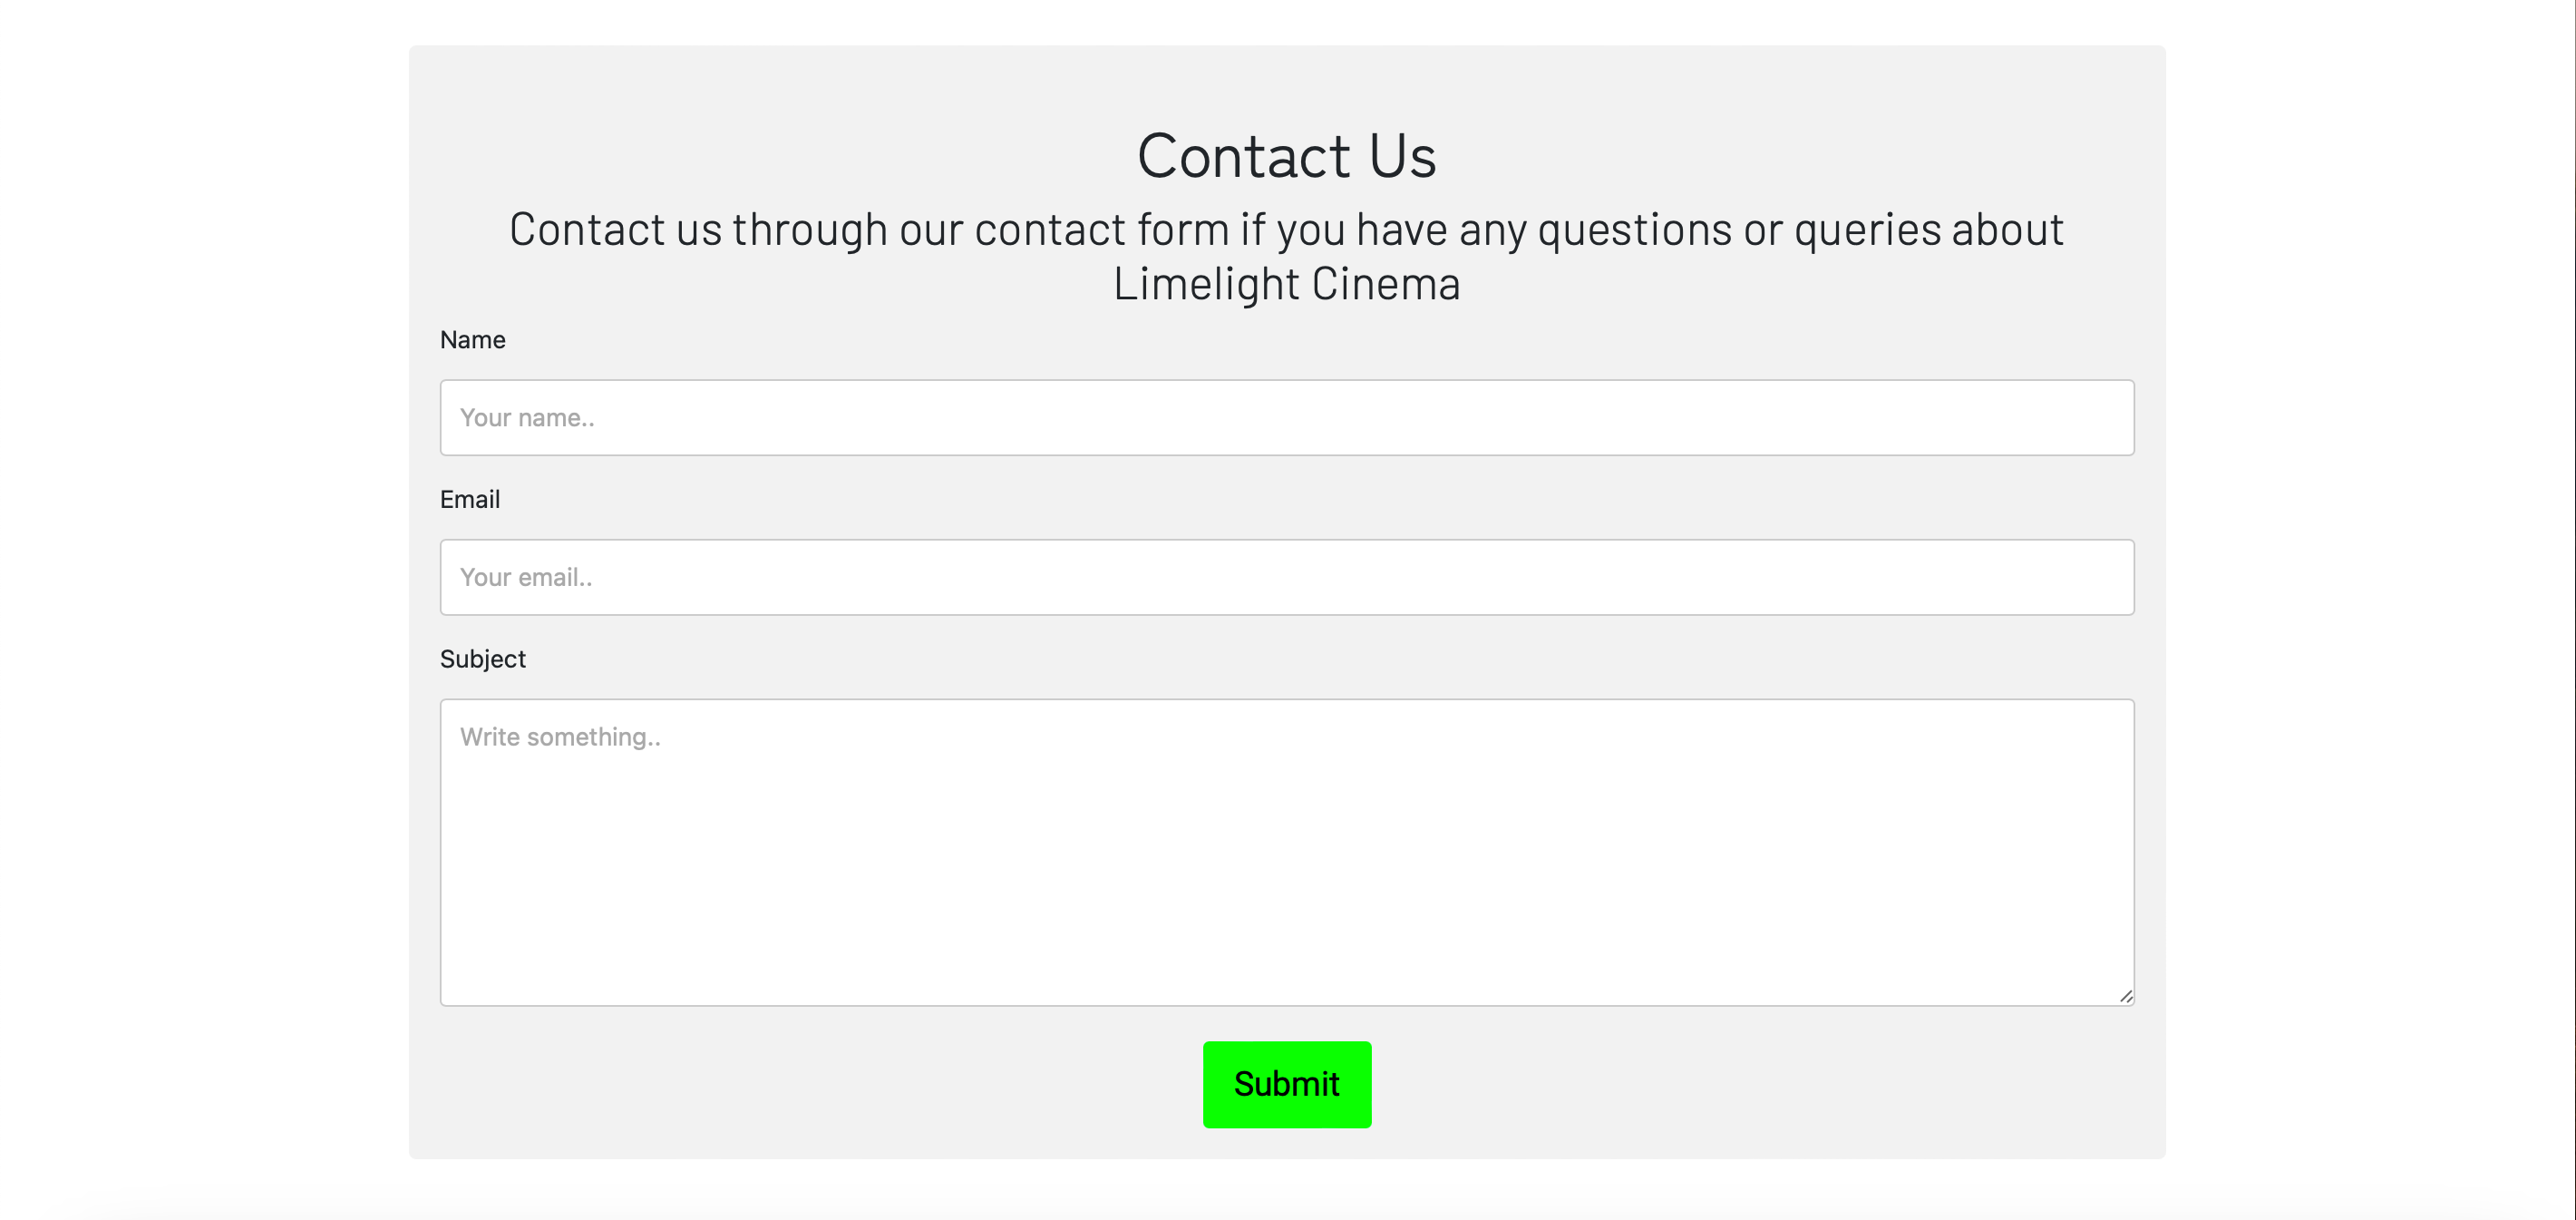 Contact Us
Contact us through our contact form if you have any questions or queries about
Limelight Cinema
Name
Your name..
Email
Your email..
Subject
Write something..
Submit